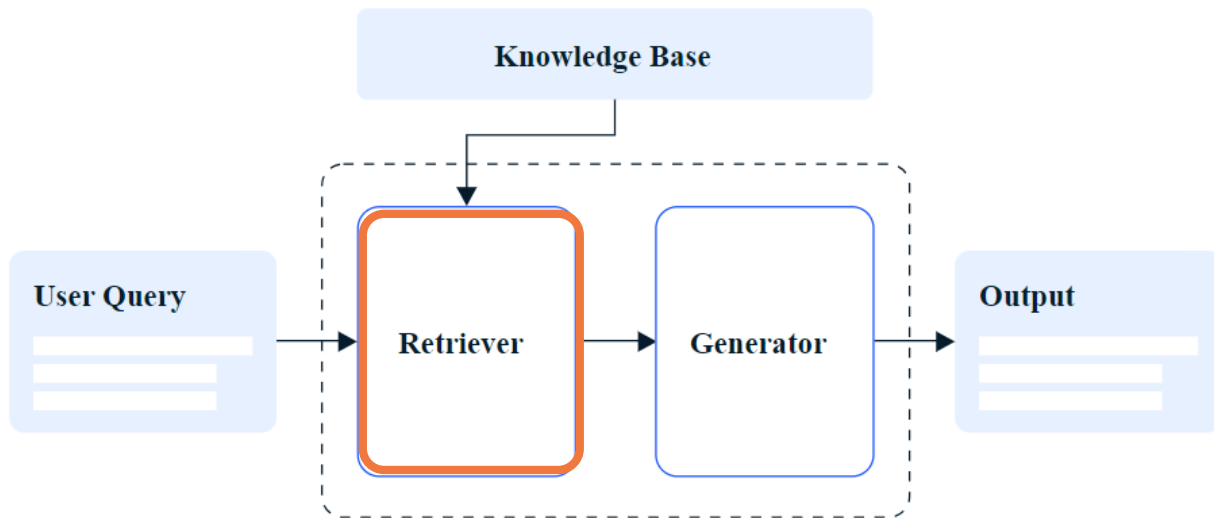 Knowledge Base
User Query
Retriever
Generator
Output